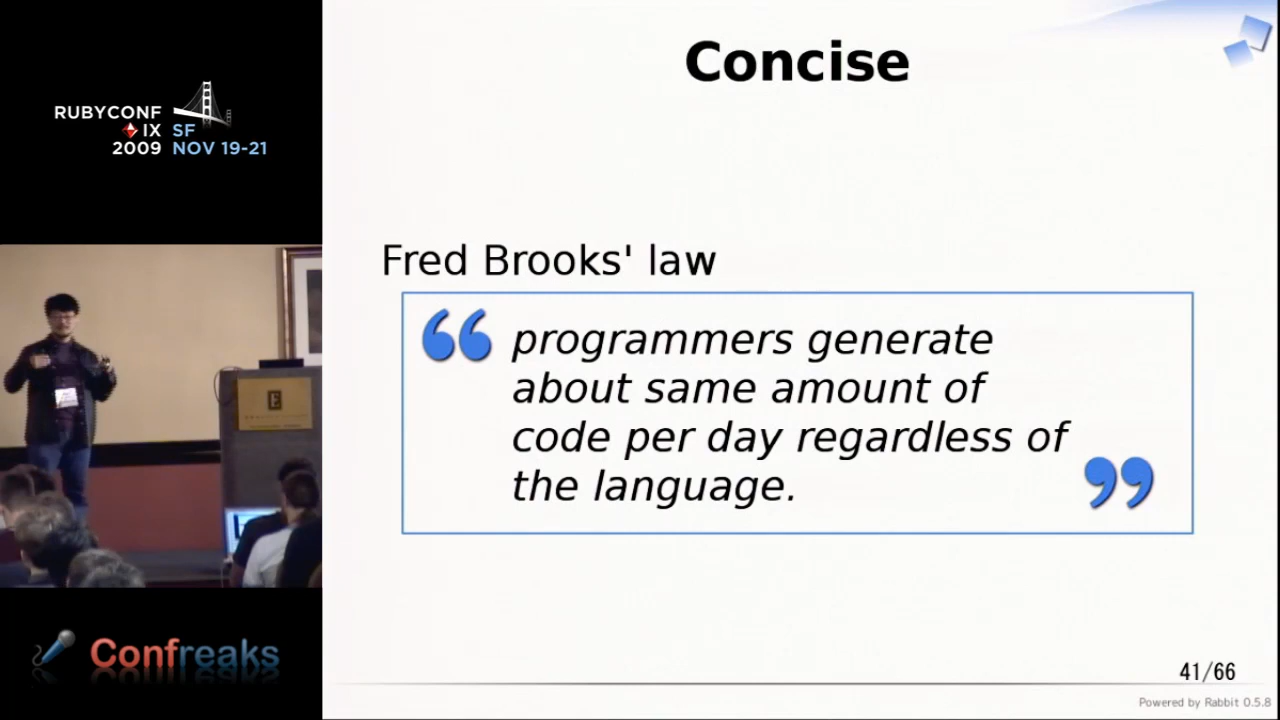 Concise
RUBYCONF
IX SF
2009 NOV 19-21
Fred Brooks' law
“ programmers generate
about same amount of
code per day regardless of
the language. ”
Confreaks
41/66
Powered by Rabbit 0.5.8